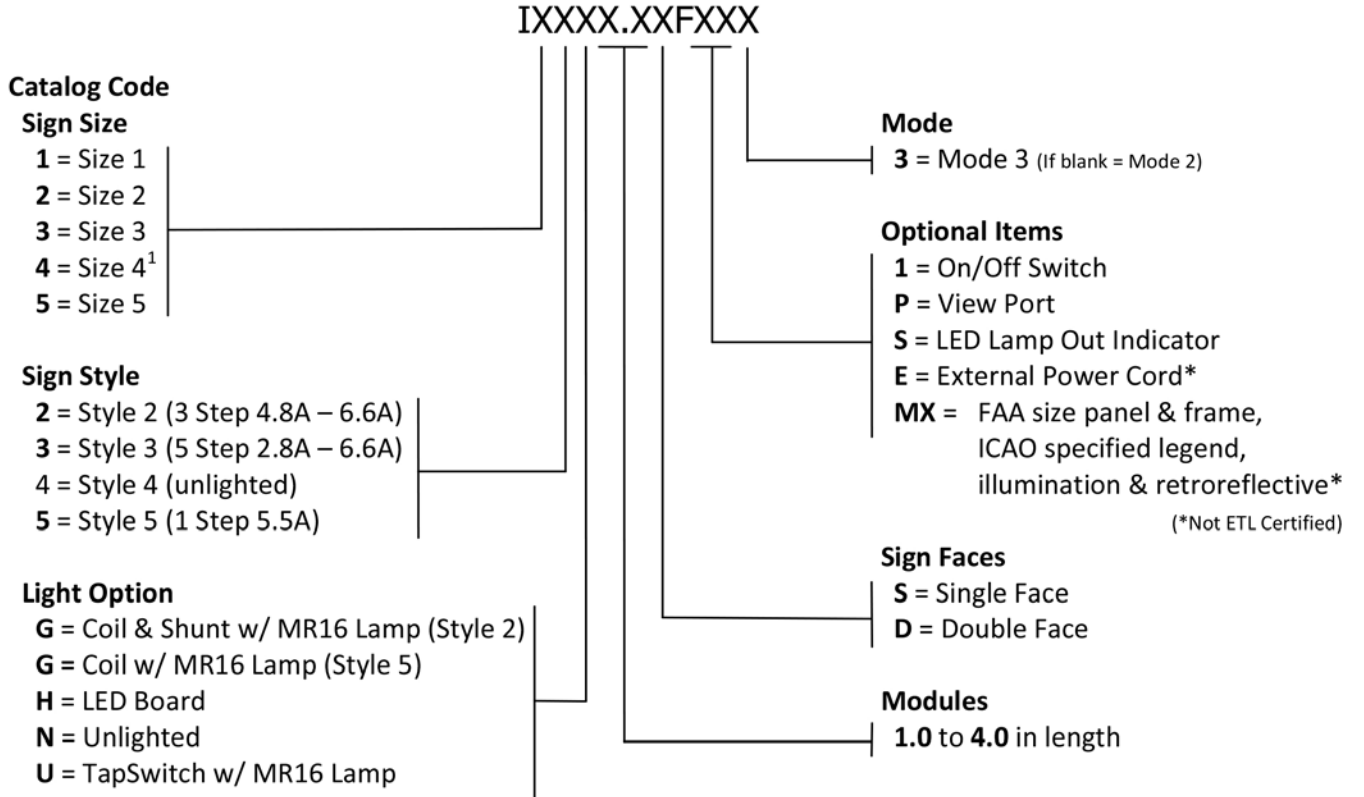 IXXXX.XXFXXX
Catalog Code
Sign Size
1 = Size 1
2 = Size 2
3 = Size 3
4 = Size 4¹
5 = Size 5
Sign Style
2 = Style 2 (3 Step 4.8A – 6.6A)
3 = Style 3 (5 Step 2.8A – 6.6A)
4 = Style 4 (unlighted)
5 = Style 5 (1 Step 5.5A)
Light Option
G = Coil & Shunt w/ MR16 Lamp (Style 2)
G = Coil w/ MR16 Lamp (Style 5)
H = LED Board
N = Unlighted
U = TapSwitch w/ MR16 Lamp
Mode
3 = Mode 3 (If blank = Mode 2)
Optional Items
1 = On/Off Switch
P = View Port
S = LED Lamp Out Indicator
E = External Power Cord*
MX = FAA size panel & frame,
ICAO specified legend,
illumination & retroreflective*
(*Not ETL Certified)
Sign Faces
S = Single Face
D = Double Face
Modules
1.0 to 4.0 in length